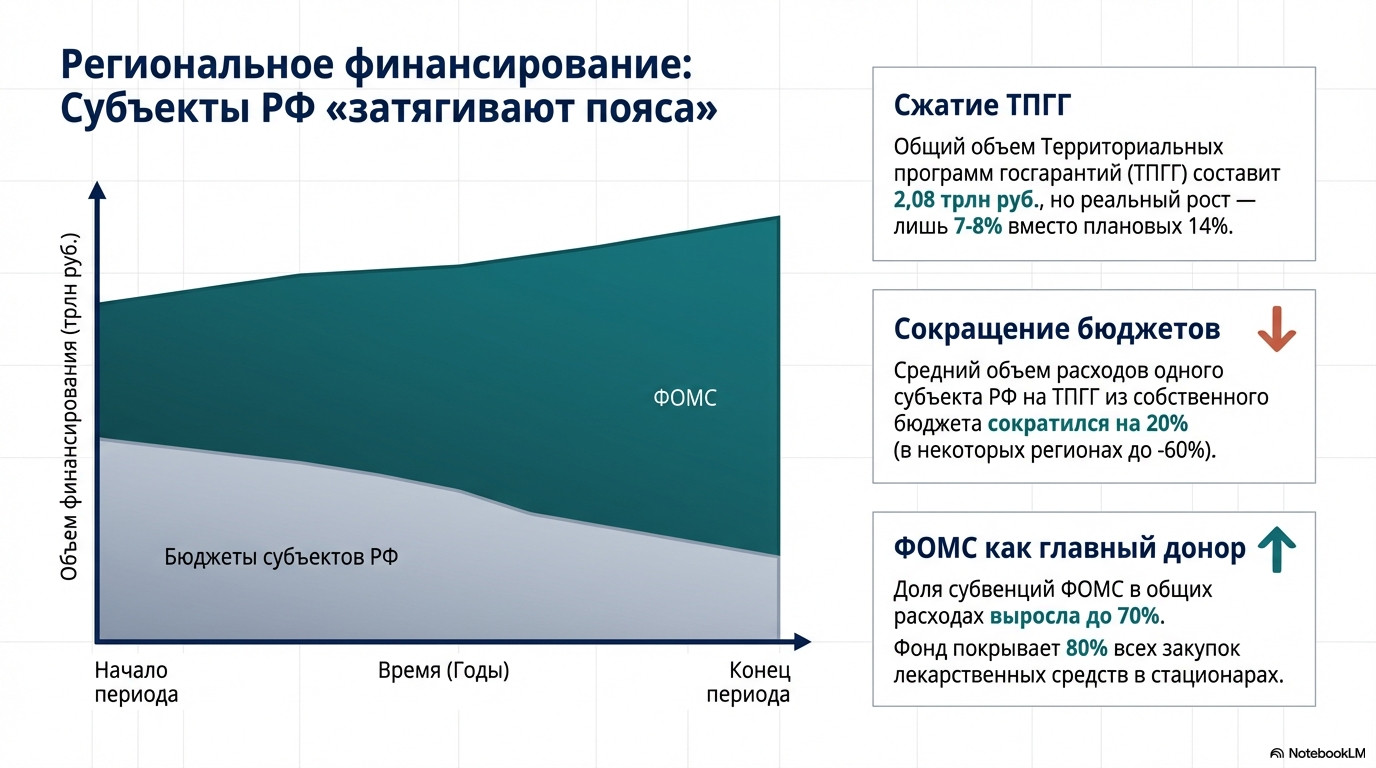 Региональное финансирование:
Субъекты РФ «затягивают пояса»
Объем финансирования (трлн руб.)
ФОМС
Бюджеты субъектов РФ
Начало
периода
Время (Годы)
Конец
периода
Сжатие ТПГГ
Общий объем Территориальных
программ госгарантий (ТПГГ) составит
2,08 трлн руб., но реальный рост —
лишь 7-8% вместо плановых 14%.
Сокращение бюджетов
Средний объем расходов одного
субъекта РФ на ТПГГ из собственного
бюджета сократился на 20%
(в некоторых регионах до -60%).
ФОМС как главный донор
Доля субвенций ФОМС в общих
расходах выросла до 70%.
Фонд покрывает 80% всех закупок
лекарственных средств в стационарах.
NotebookLM